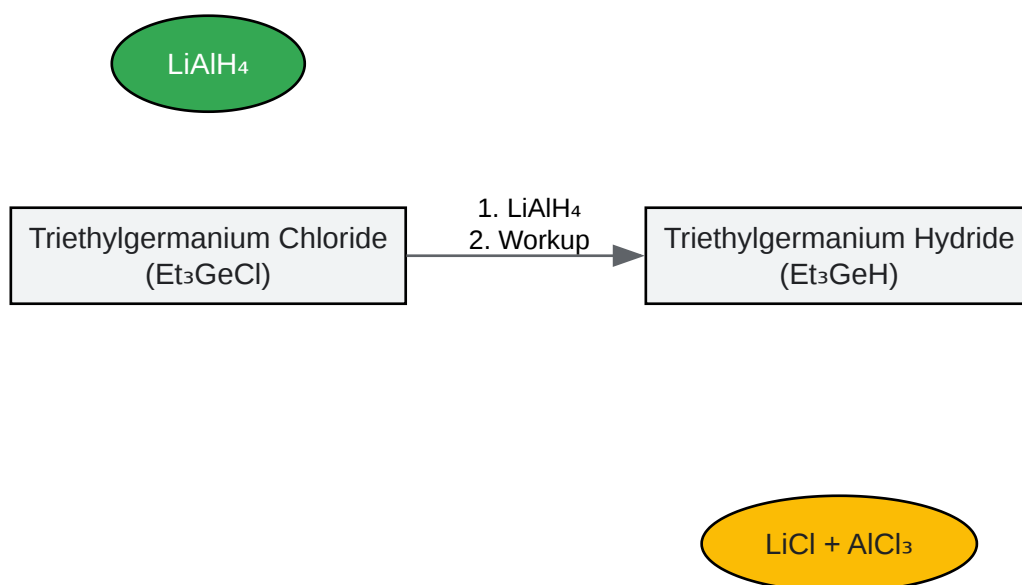 LiAlH₄
1. LiAlH₄
2. Workup
Triethylgermanium Chloride
(Et₃GeCl)
Triethylgermanium Hydride
(Et₃GeH)
LiCl + AlCl₃